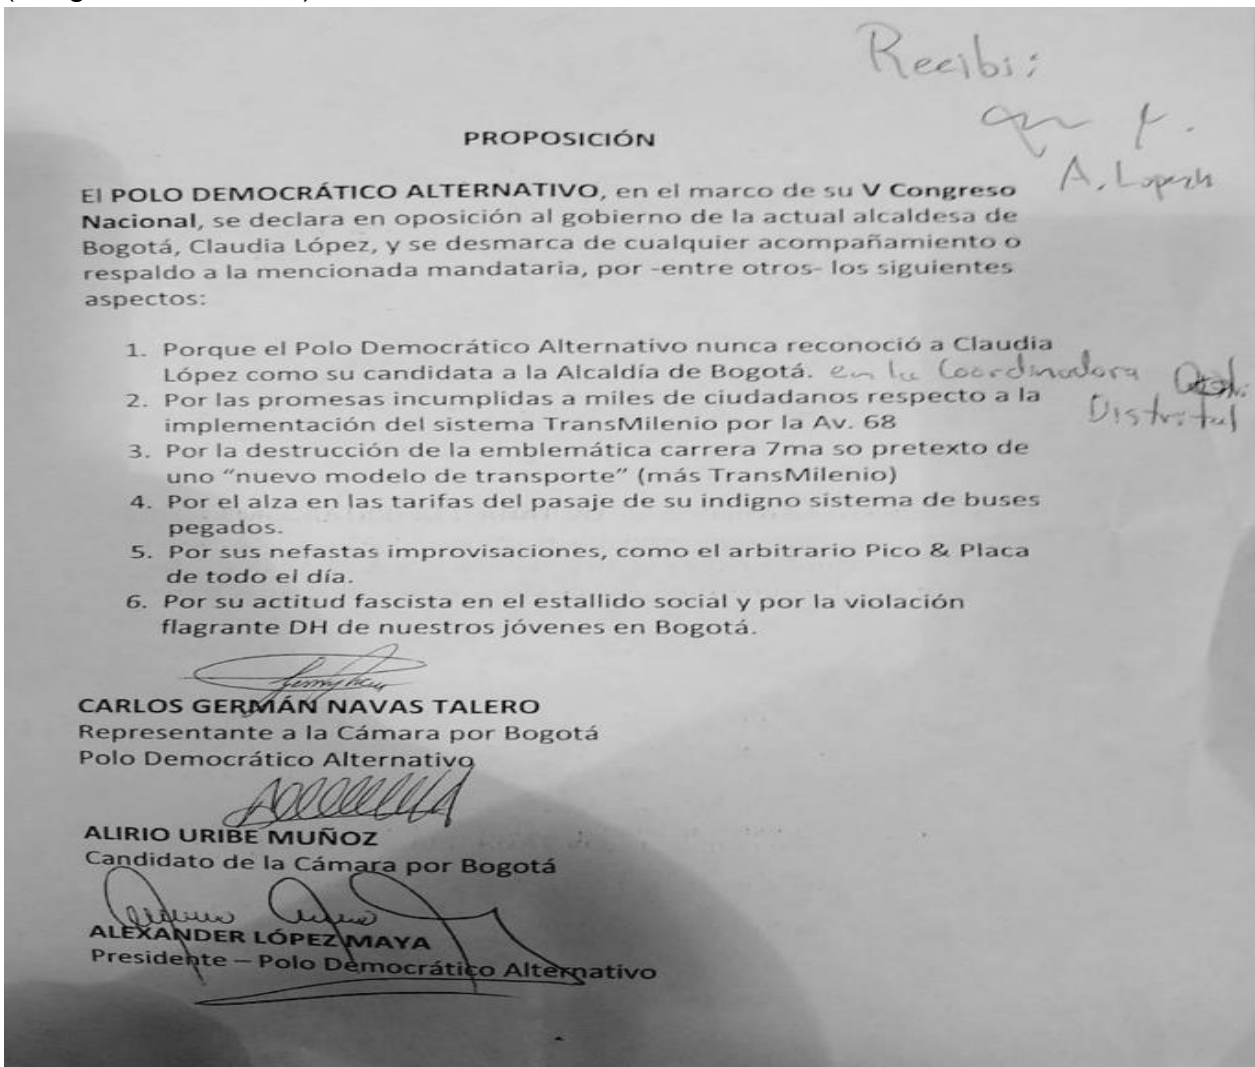 Recibi:
A. Lopezh
PROPOSICIÓN
El POLO DEMOCRÁTICO ALTERNATIVO, en el marco de su V Congreso
Nacional, se declara en oposición al gobierno de la actual alcaldesa de
Bogotá, Claudia López, y se desmarca de cualquier acompañamiento o
respaldo a la mencionada mandataria, por -entre otros- los siguientes
aspectos:
1. Porque el Polo Democrático Alternativo nunca reconoció a Claudia
López como su candidata a la Alcaldía de Bogotá. en la Coordinadora
Distrital
2. Por las promesas incumplidas a miles de ciudadanos respecto a la
implementación del sistema TransMilenio por la Av. 68
3. Por la destrucción de la emblemática carrera 7ma so pretexto de
uno “nuevo modelo de transporte” (más TransMilenio)
4. Por el alza en las tarifas del pasaje de su indigno sistema de buses
pegados.
5. Por sus nefastas improvisaciones, como el arbitrario Pico & Placa
de todo el día.
6. Por su actitud fascista en el estallido social y por la violación
flagrante DH de nuestros jóvenes en Bogotá.
CARLOS GERMÁN NAVAS TALERO
Representante a la Cámara por Bogotá
Polo Democrático Alternativo
ALIRIO URIBE MUÑOZ
Candidato de la Cámara por Bogotá
ALEXANDER LÓPEZ MAYA
Presidente – Polo Democrático Alternativo